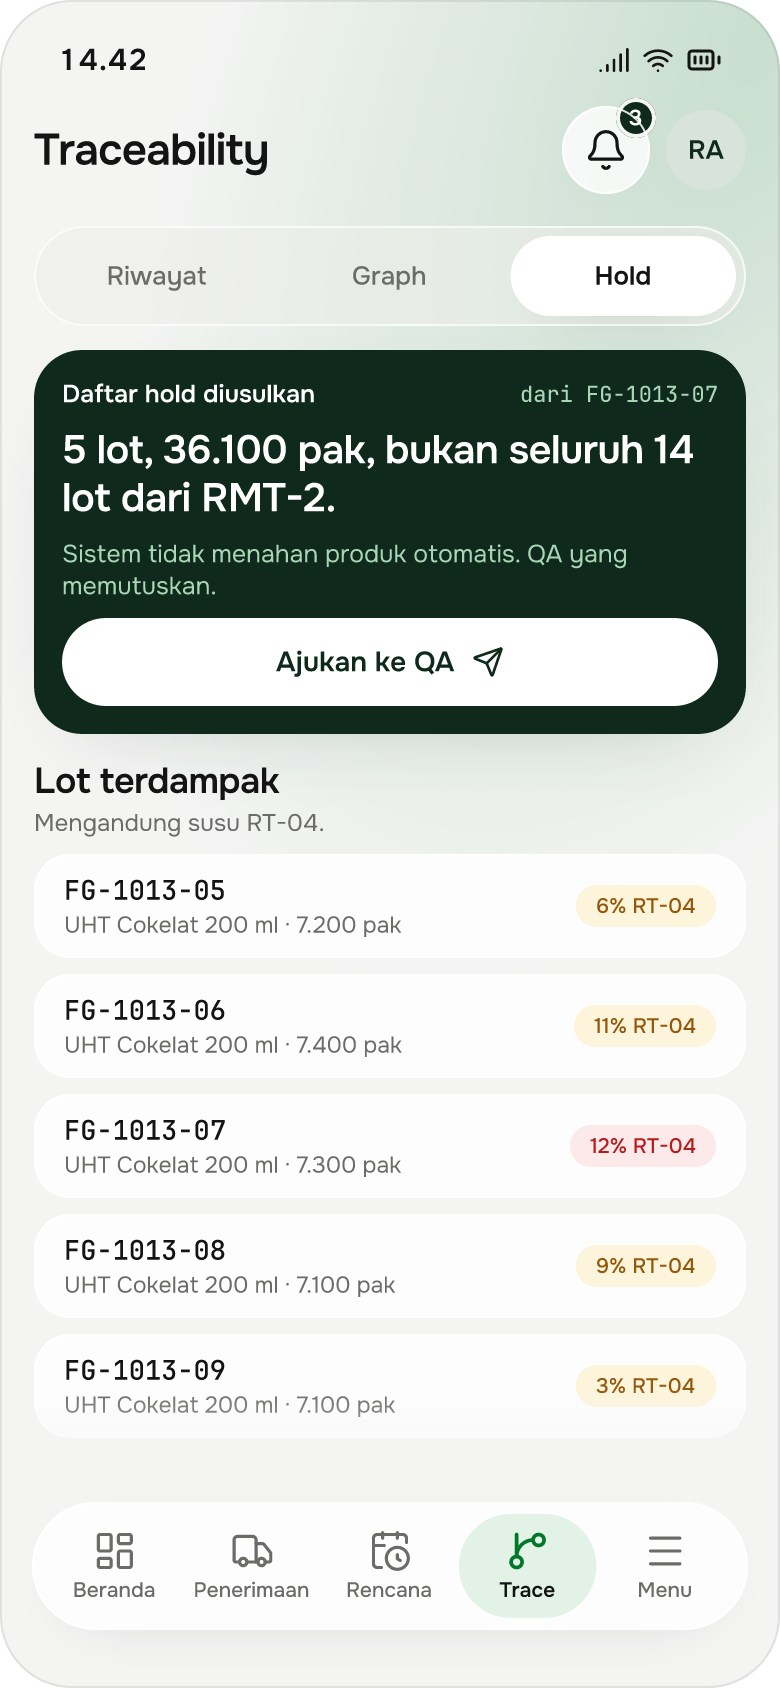 14.42
Traceability
3
RA
Riwayat
Graph
Hold
Daftar hold diusulkan
dari FG-1013-07
5 lot, 36.100 pak, bukan seluruh 14
lot dari RMT-2.
Sistem tidak menahan produk otomatis. QA yang
memutuskan.
Ajukan ke QA
Lot terdampak
Mengandung susu RT-04.
FG-1013-05
UHT Cokelat 200 ml · 7.200 pak
6% RT-04
FG-1013-06
UHT Cokelat 200 ml · 7.400 pak
11% RT-04
FG-1013-07
UHT Cokelat 200 ml · 7.300 pak
12% RT-04
FG-1013-08
UHT Cokelat 200 ml · 7.100 pak
9% RT-04
FG-1013-09
UHT Cokelat 200 ml · 7.100 pak
3% RT-04
Beranda
Penerimaan
Rencana
Trace
Menu